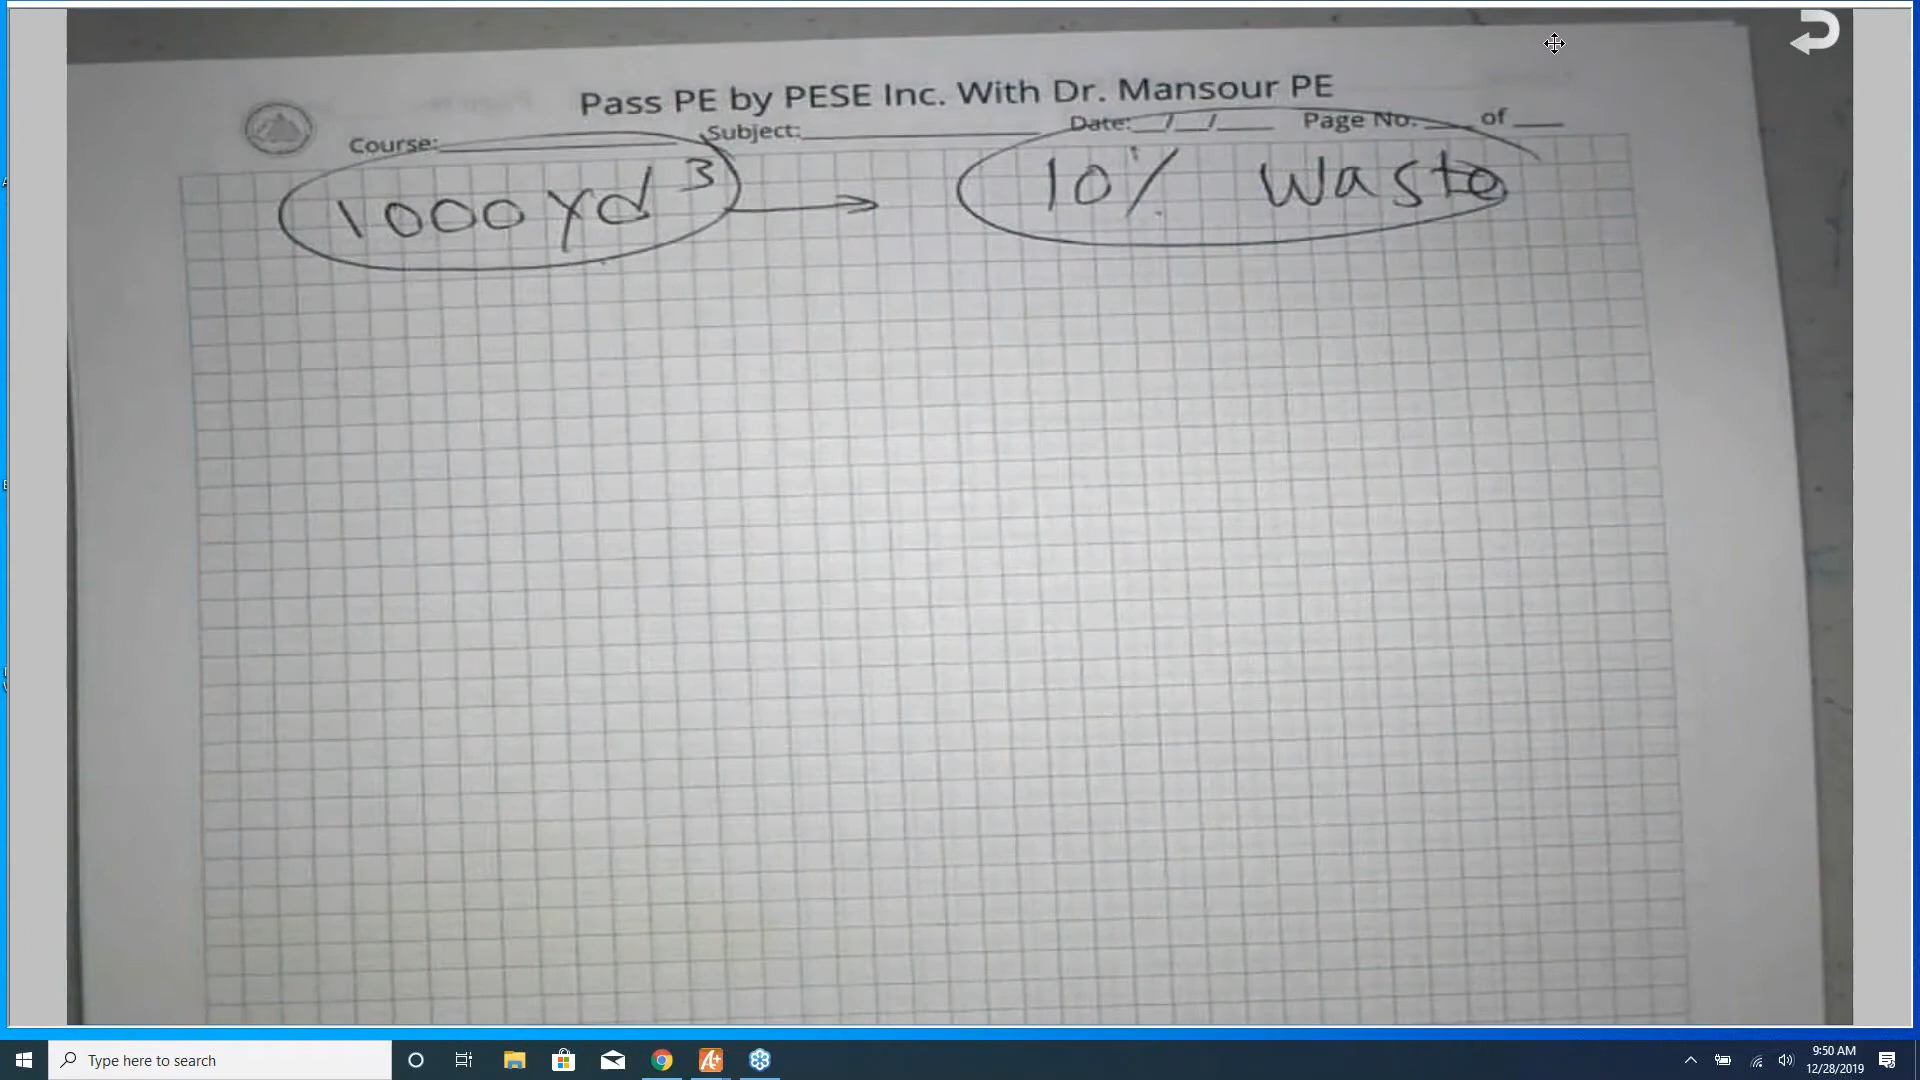 Pass PE by PESE Inc. With Dr. Mansour PE
Course: Subject: Date: / / Page No. of
1000 yd³ → 10% Waste
Type here to search
9:50 AM
12/28/2019